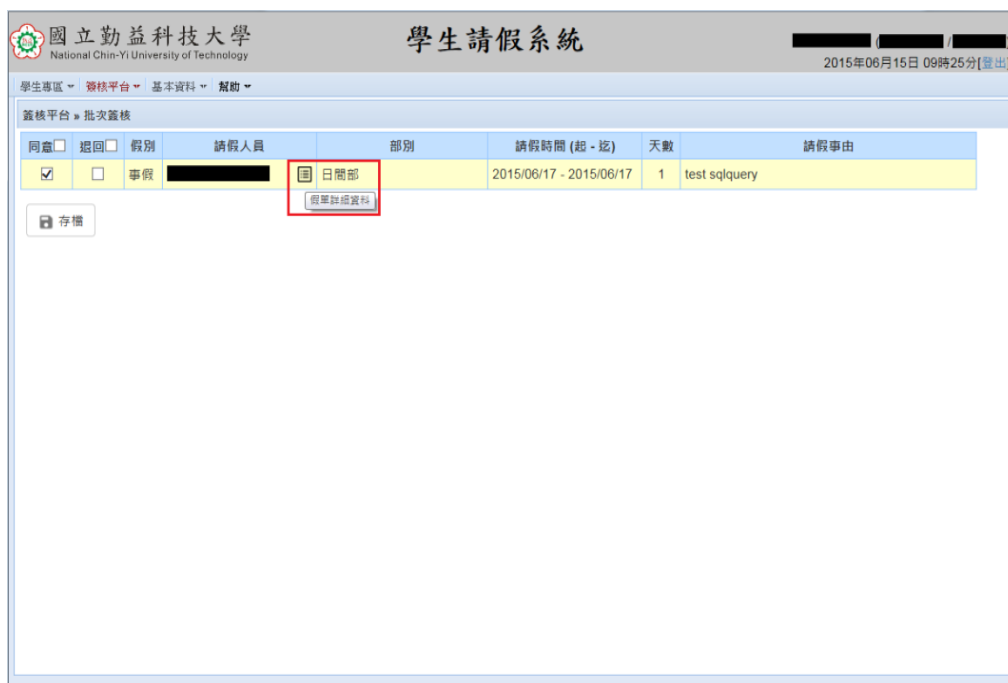 國立勤益科技大學
National Chin-Yi University of Technology
學生請假系統
( /
2015年06月15日 09時25分[登出]
學生專區 簽核平台 基本資料 幫助
簽核平台 » 批次簽核
同意 退回 假別 請假人員 部別 請假時間 (起 - 迄) 天數 請假事由
事假 日間部 2015/06/17 - 2015/06/17 1 test sqlquery
假單詳細資料
存檔